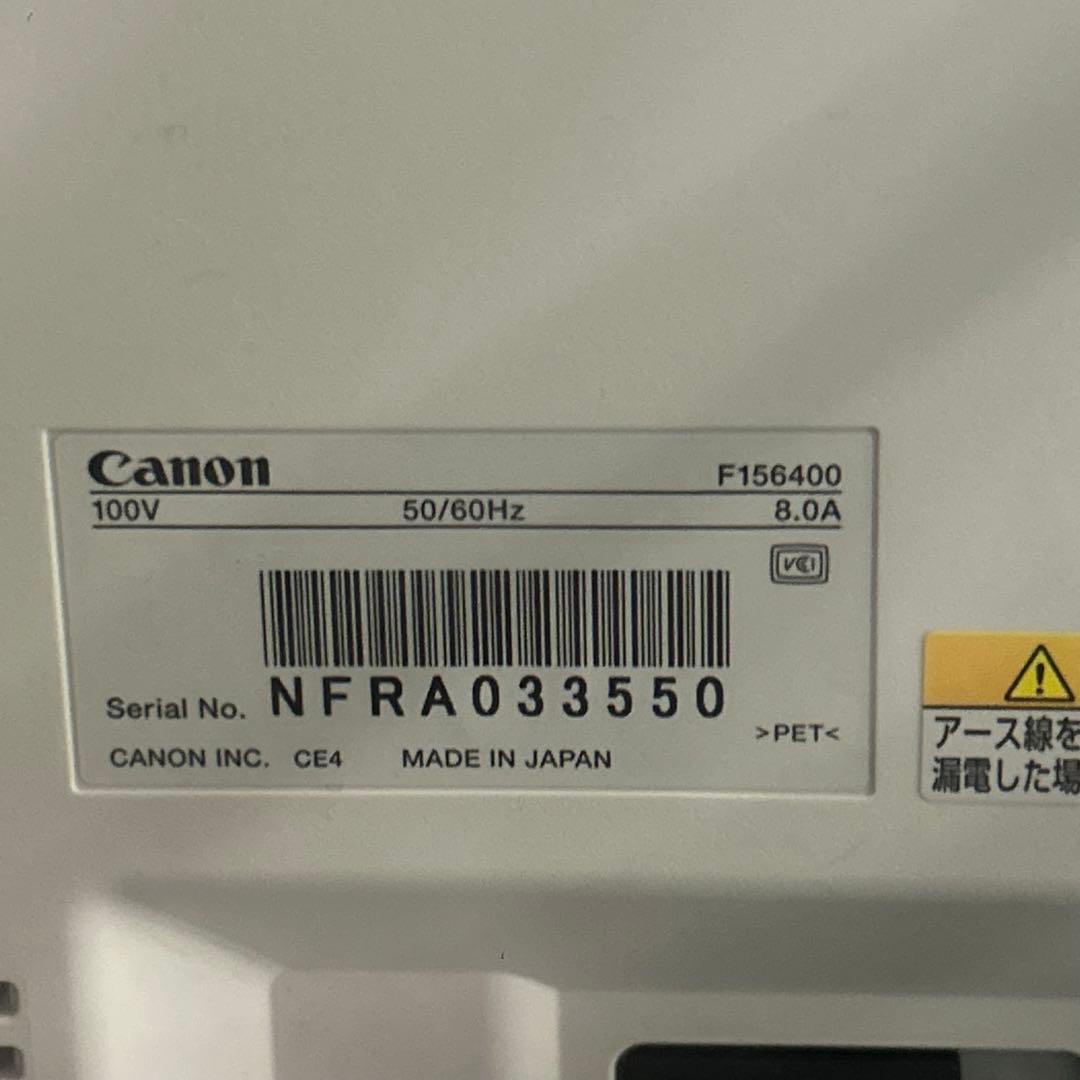 Canon F156400
100V 50/60Hz 8.0A
VCI
Serial No. NFRA033550
>PET<
CANON INC. CE4 MADE IN JAPAN
アース線を
漏電した場